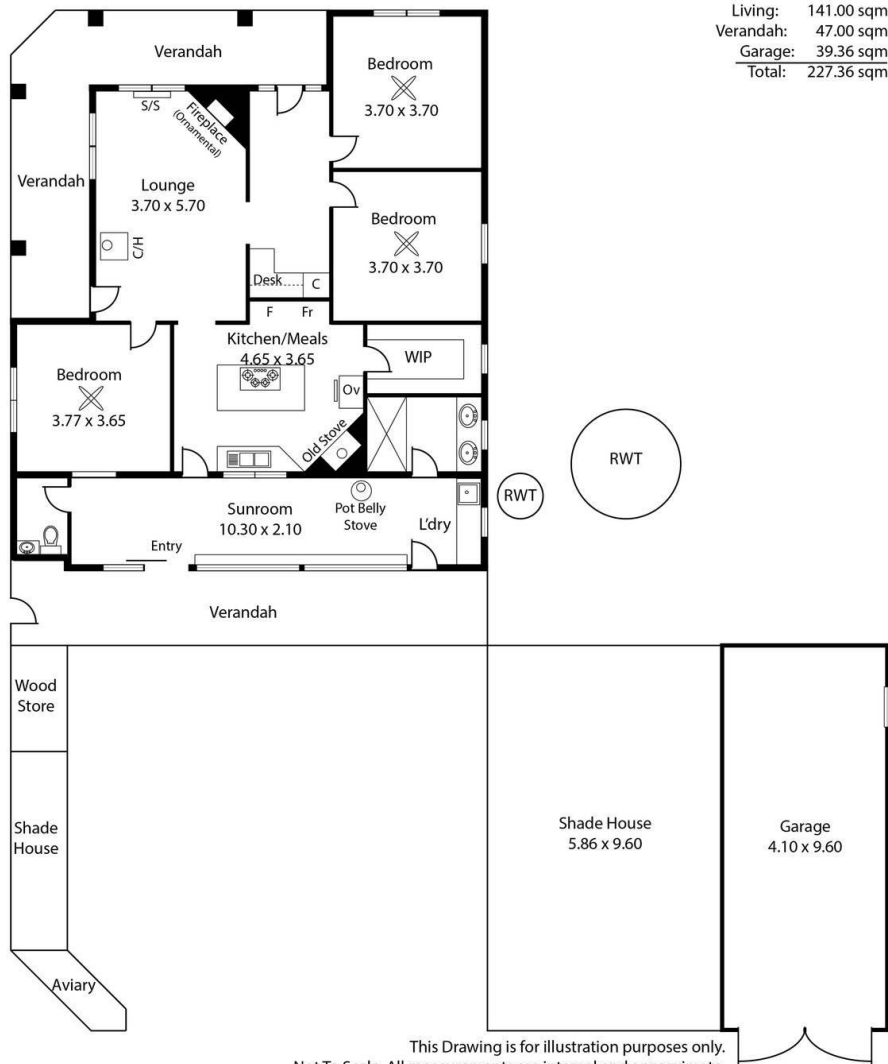 Living: 141.00 sqm
Verandah: 47.00 sqm
Garage: 39.36 sqm
Total: 227.36 sqm
Verandah
Bedroom
3.70 x 3.70
S/S
Fireplace
(Ornamental)
Verandah
Lounge
3.70 x 5.70
C/H
Bedroom
3.70 x 3.70
Desk
C
F
Fr
Kitchen/Meals
4.65 x 3.65
WIP
Bedroom
3.77 x 3.65
Ov
Old Stove
RWT
RWT
Sunroom
10.30 x 2.10
Pot Belly
Stove
L'dry
Entry
Verandah
Wood
Store
Shade
House
Shade House
5.86 x 9.60
Garage
4.10 x 9.60
Aviary
This Drawing is for illustration purposes only.